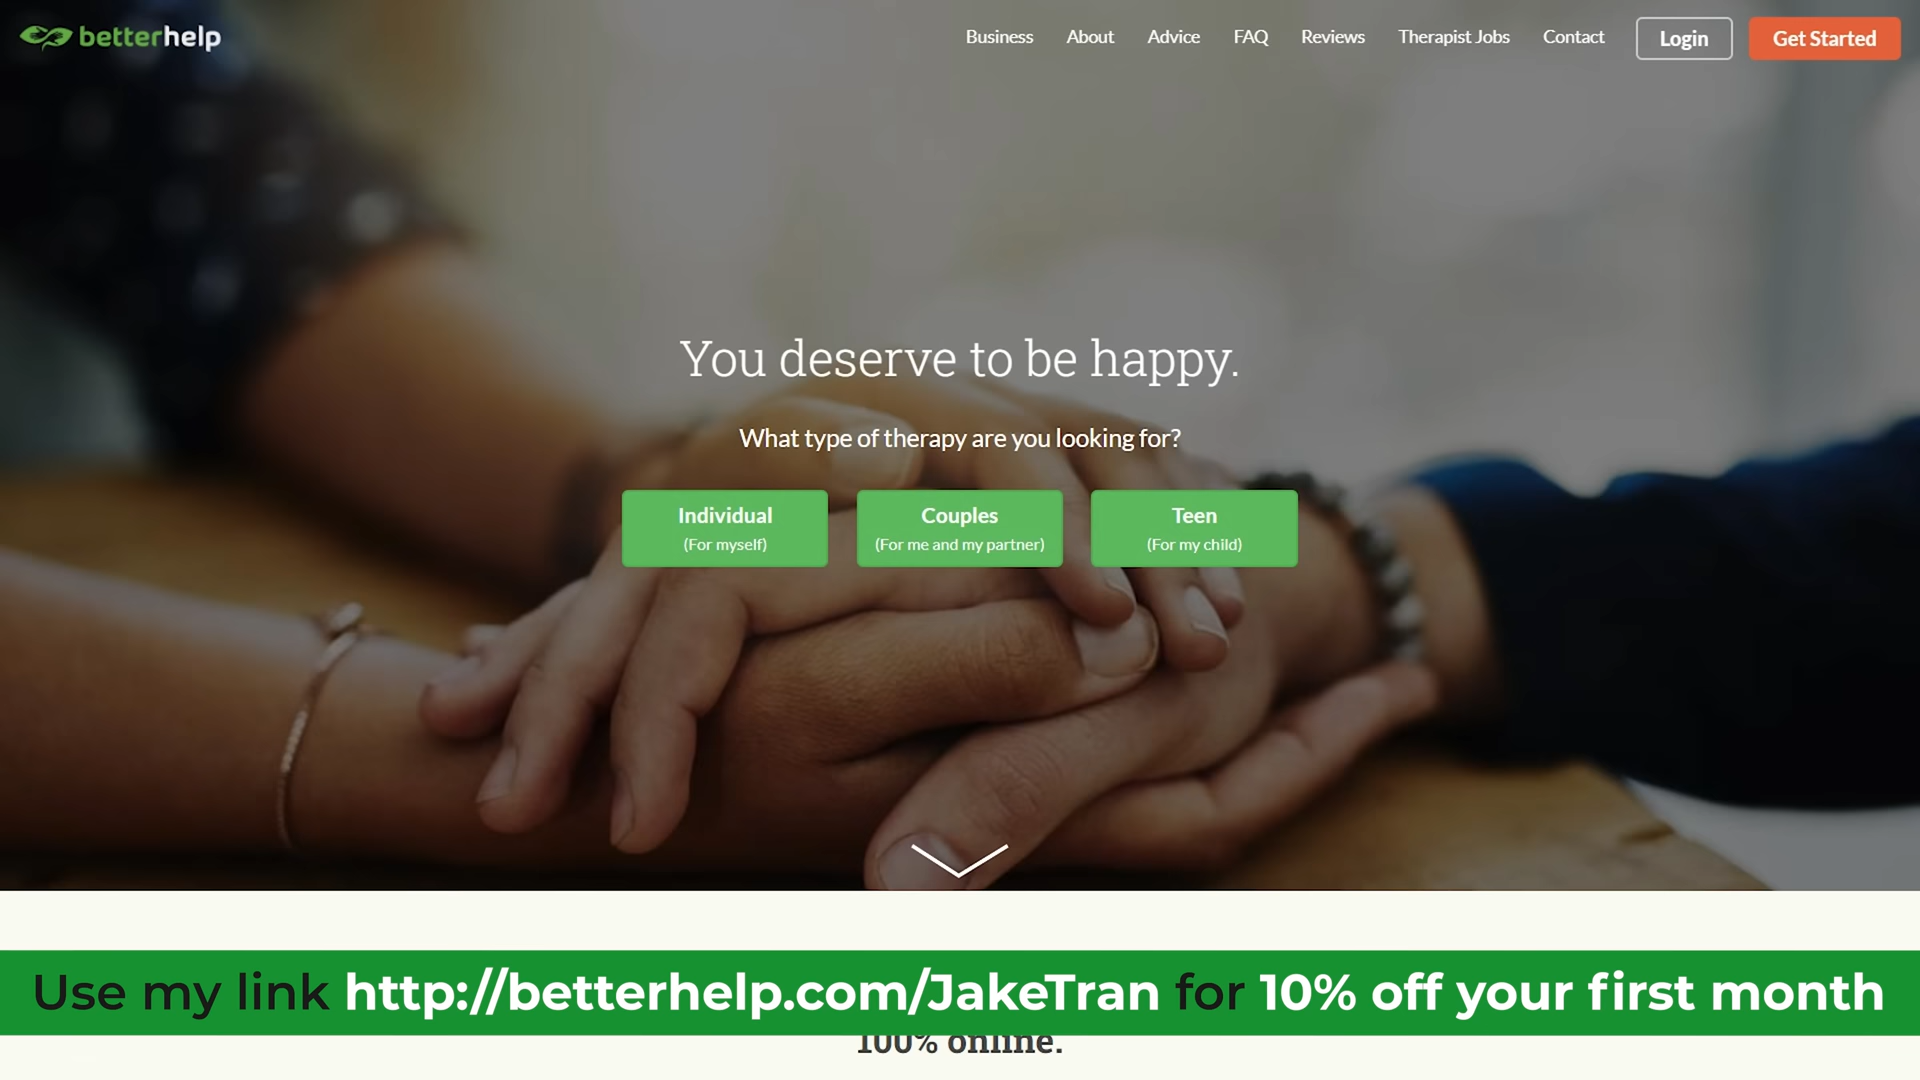 betterhelp
Business About Advice FAQ Reviews Therapist Jobs Contact Login Get Started
You deserve to be happy.
What type of therapy are you looking for?
Individual
(For myself)
Couples
(For me and my partner)
Teen
(For my child)
Use my link http://betterhelp.com/JakeTran for 10% off your first month
100% online.